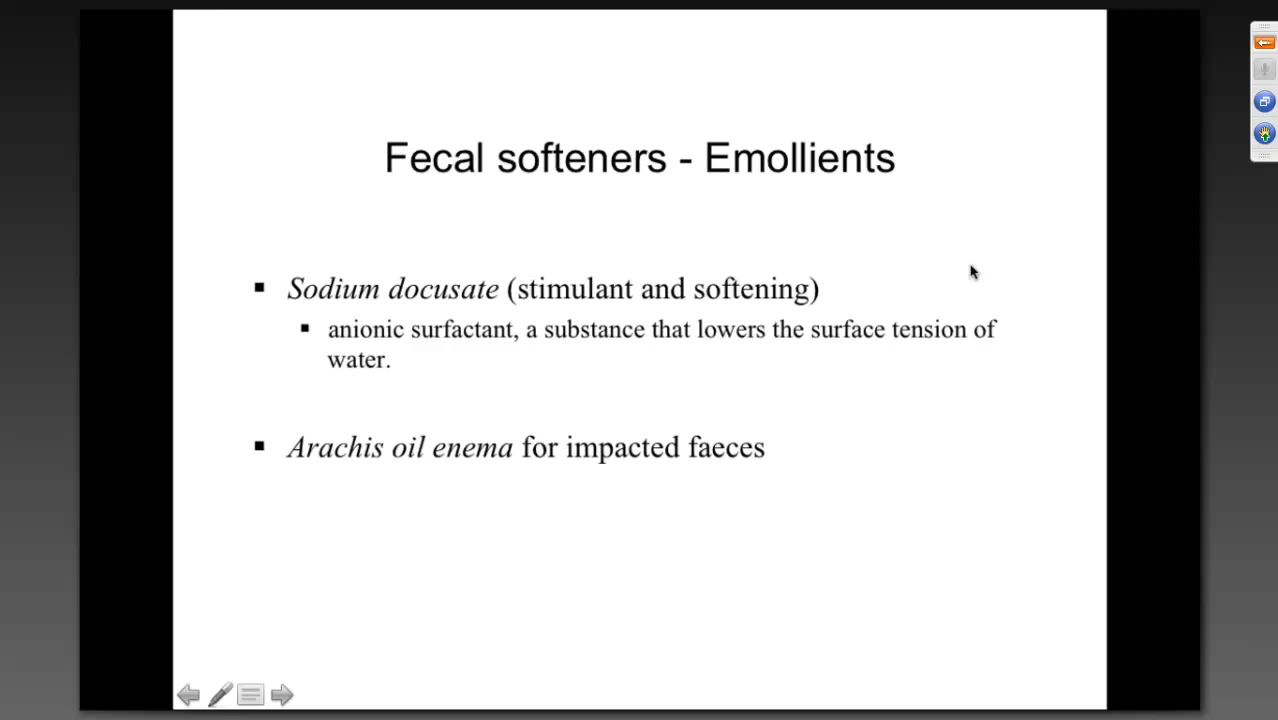 Fecal softeners - Emollients
▪ Sodium docusate (stimulant and softening)
▪ anionic surfactant, a substance that lowers the surface tension of
water.
▪ Arachis oil enema for impacted faeces